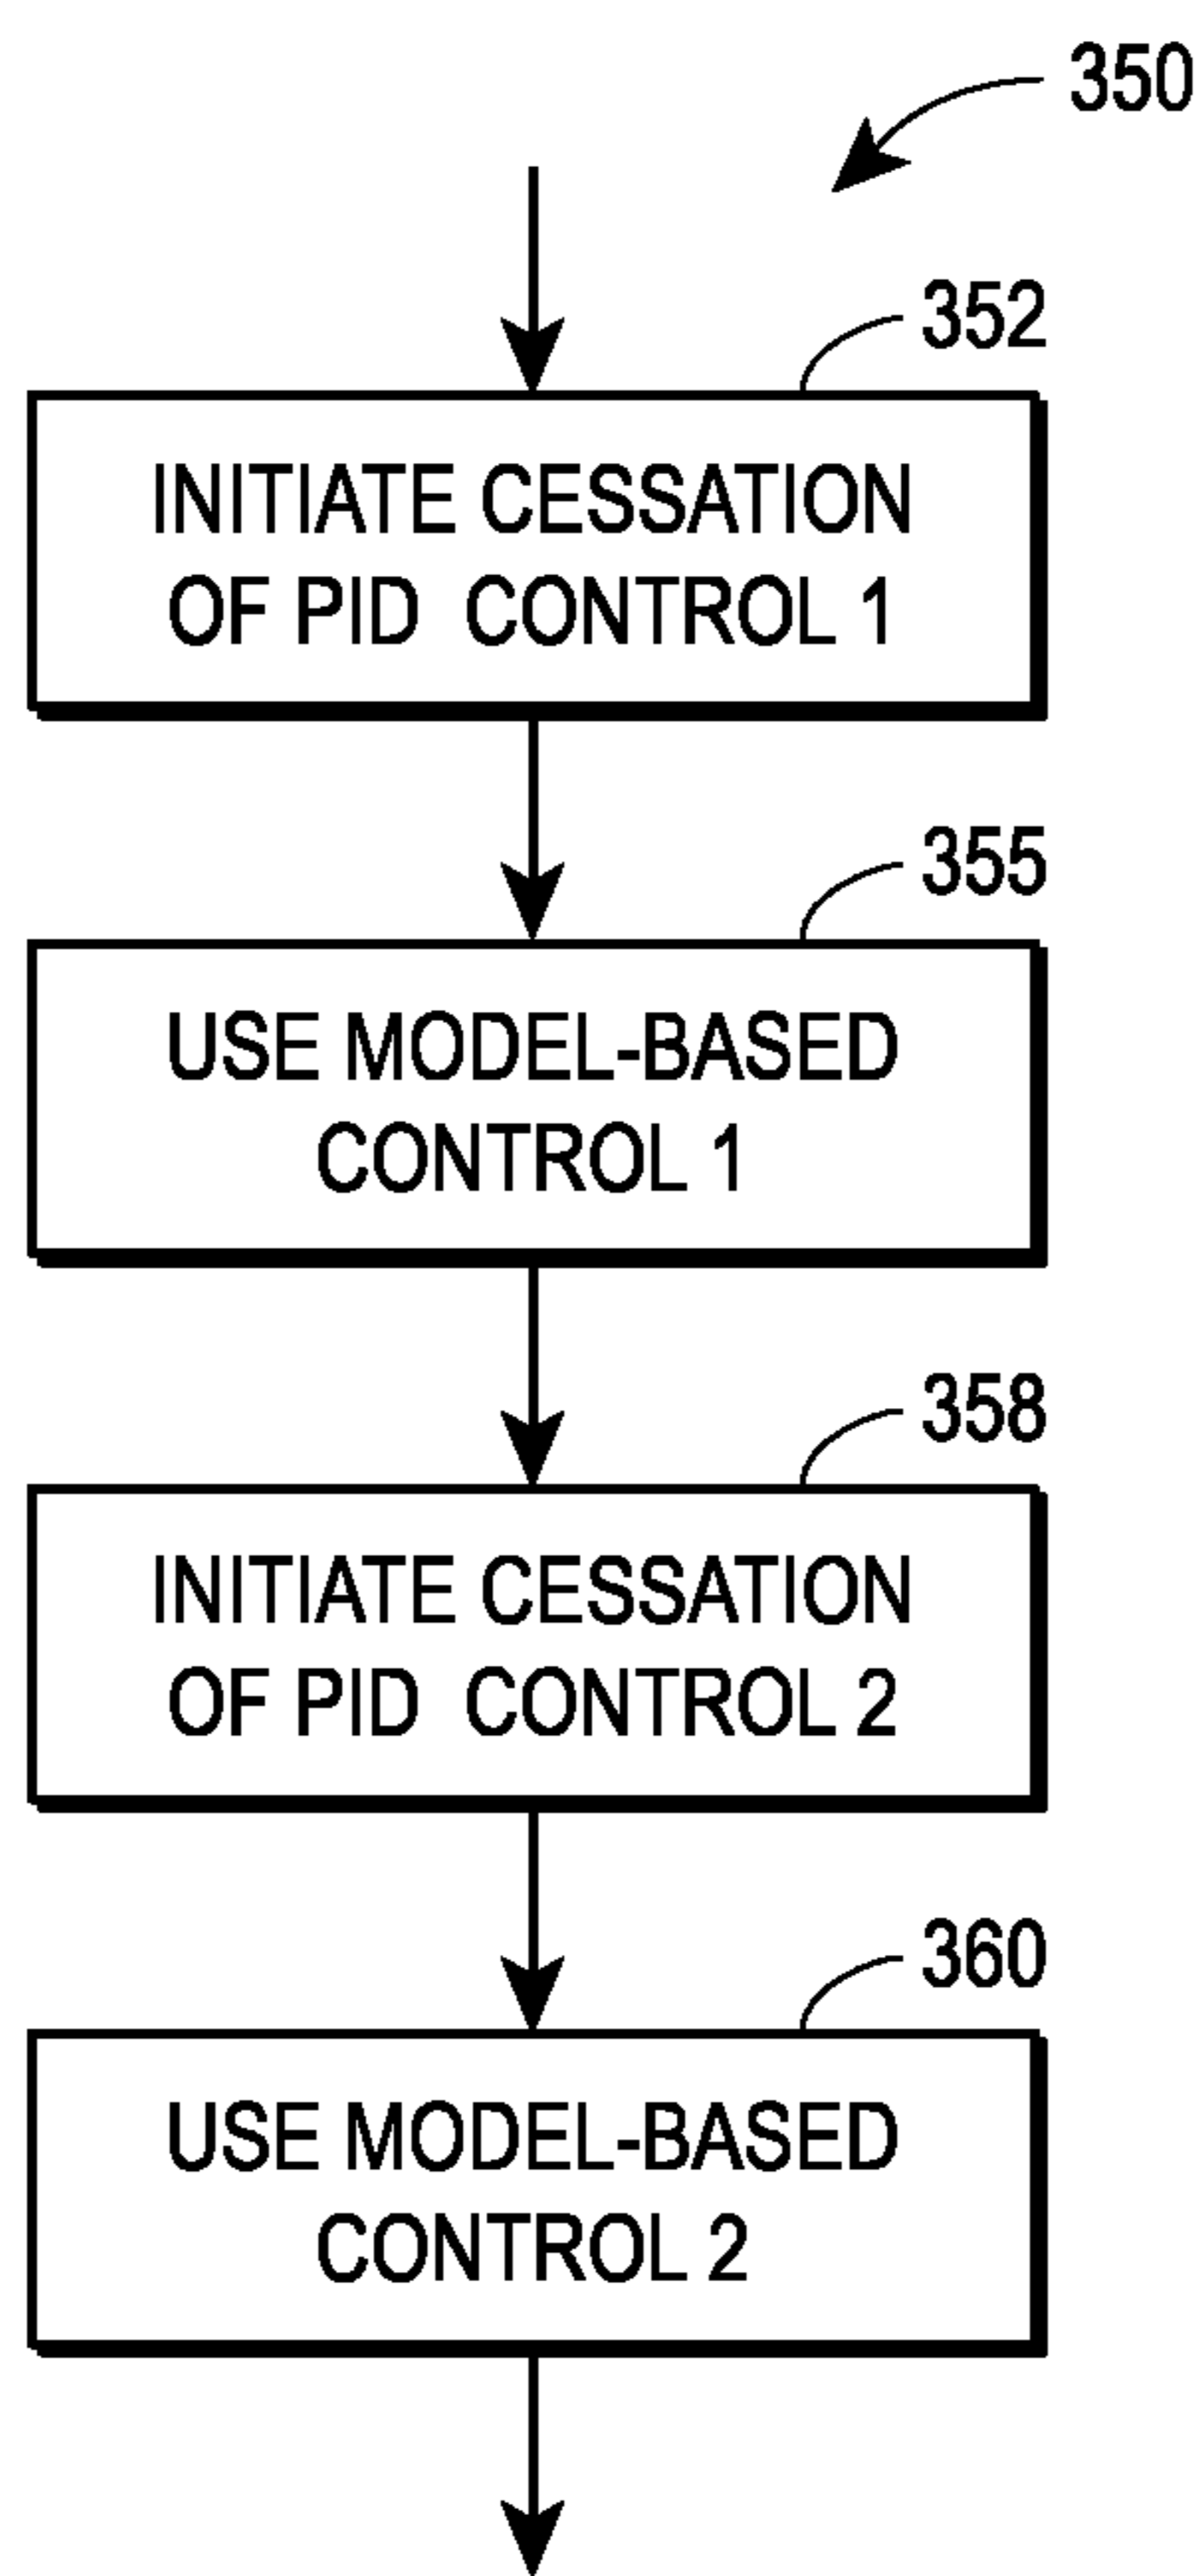 350
352
INITIATE CESSATION
OF PID CONTROL 1
355
USE MODEL-BASED
CONTROL 1
358
INITIATE CESSATION
OF PID CONTROL 2
360
USE MODEL-BASED
CONTROL 2